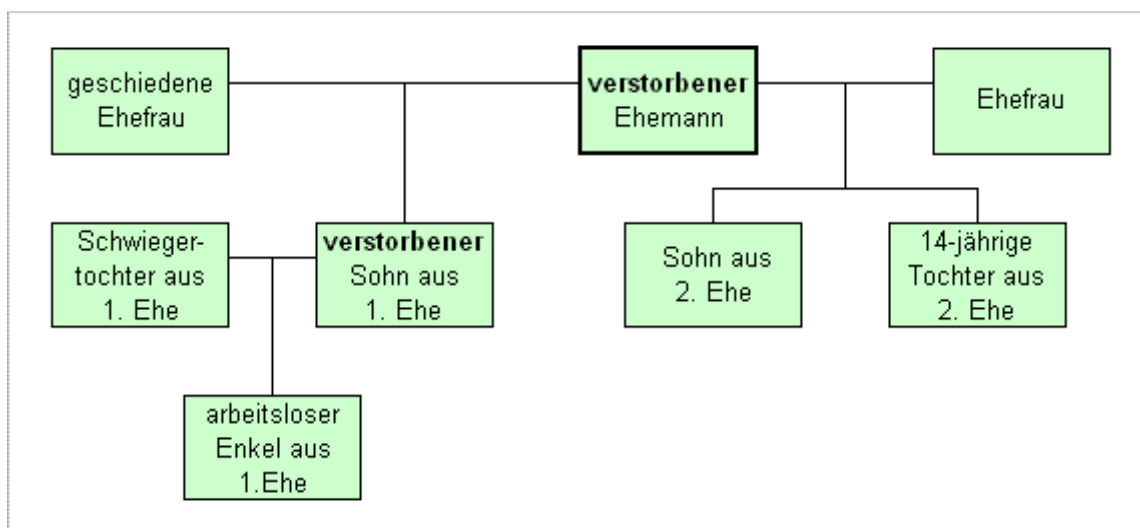 geschiedene
Ehefrau
verstorbener
Ehemann
Ehefrau
Schwieger-
tochter aus
1. Ehe
verstorbener
Sohn aus
1. Ehe
Sohn aus
2. Ehe
14-jährige
Tochter aus
2. Ehe
arbeitsloser
Enkel aus
1.Ehe